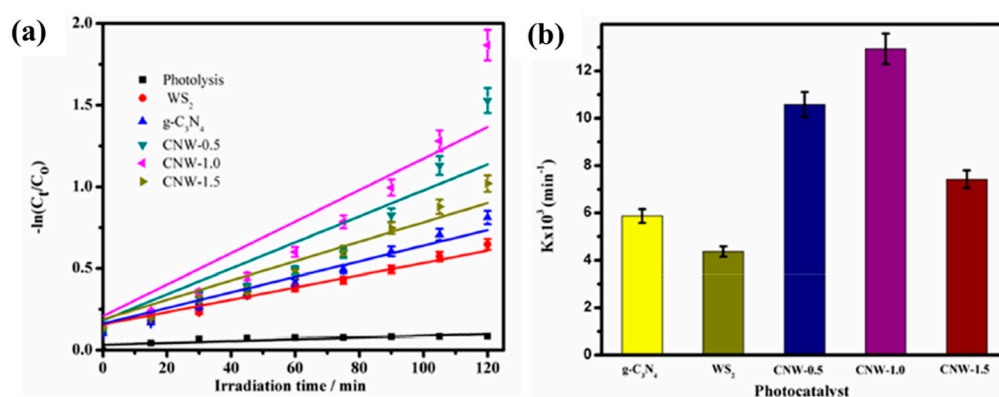 (a)
-ln(Cₜ/C₀)
2.0
1.5
1.0
0.5
0.0
Photolysis
WS₂
g-C₃N₄
CNW-0.5
CNW-1.0
CNW-1.5
0 20 40 60 80 100 120
Irradiation time / min
(b)
Kx10³ (min⁻¹)
12
10
8
6
4
2
0
g-C₃N₄ WS₂ CNW-0.5 CNW-1.0 CNW-1.5
Photocatalyst